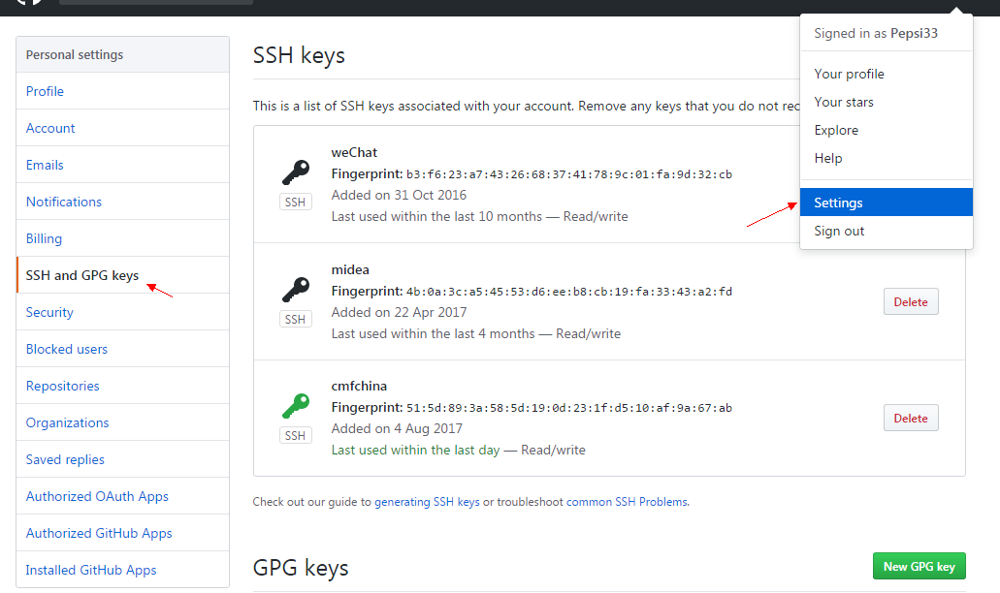 Signed in as Pepsi33
Your profile
Your stars
Explore
Help
Settings
Sign out
Personal settings
Profile
Account
Emails
Notifications
Billing
SSH and GPG keys
Security
Blocked users
Repositories
Organizations
Saved replies
Authorized OAuth Apps
Authorized GitHub Apps
Installed GitHub Apps
SSH keys
This is a list of SSH keys associated with your account. Remove any keys that you do not rec
weChat
Fingerprint: b3:f6:23:a7:43:26:68:37:41:78:9c:01:fa:9d:32:cb
SSH
Added on 31 Oct 2016
Last used within the last 10 months — Read/write
midea
Fingerprint: 4b:0a:3c:a5:45:53:d6:ee:b8:cb:19:fa:33:43:a2:fd
SSH
Added on 22 Apr 2017
Last used within the last 4 months — Read/write
Delete
cmfchina
Fingerprint: 51:5d:89:3a:58:5d:19:0d:23:1f:d5:10:af:9a:67:ab
SSH
Added on 4 Aug 2017
Last used within the last day — Read/write
Delete
Check out our guide to generating SSH keys or troubleshoot common SSH Problems.
GPG keys
New GPG key